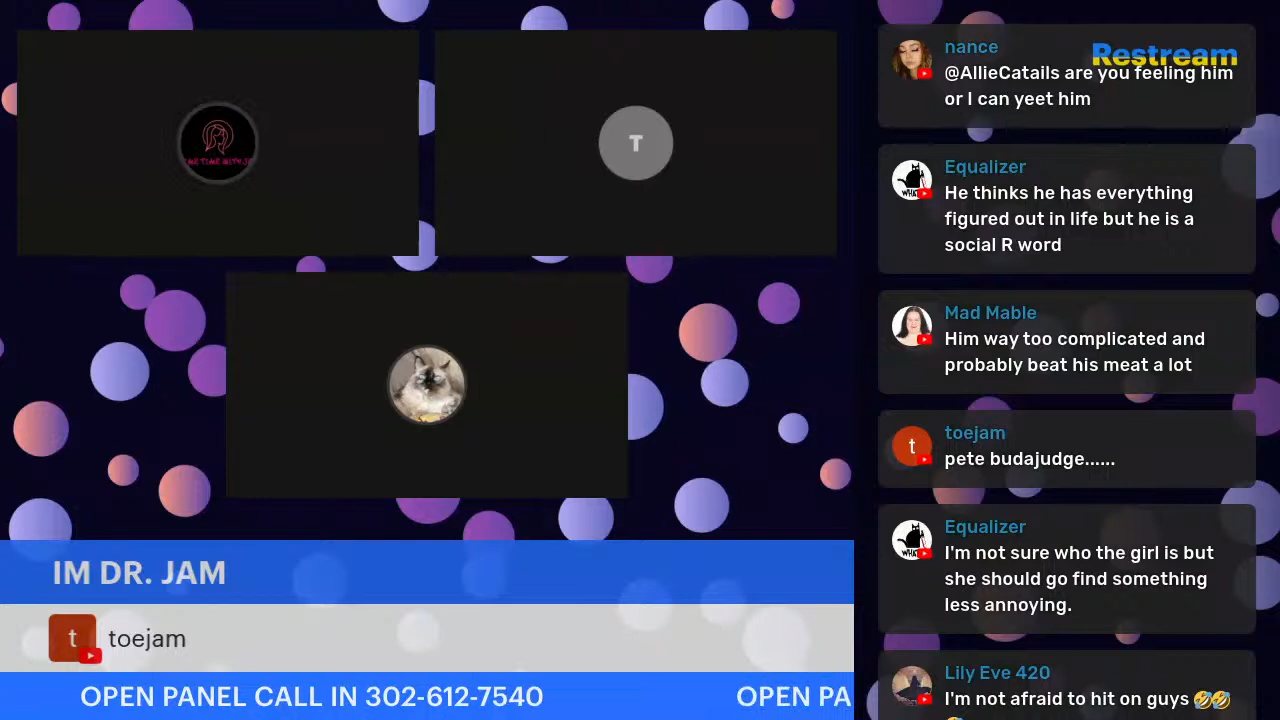 T
IM DR. JAM
t toejam
OPEN PANEL CALL IN 302-612-7540
OPEN PA
Restream
nance
@AllieCatails are you feeling him
or I can yeet him
Equalizer
He thinks he has everything
figured out in life but he is a
social R word
Mad Mable
Him way too complicated and
probably beat his meat a lot
t
toejam
pete budajudge......
Equalizer
I'm not sure who the girl is but
she should go find something
less annoying.
Lily Eve 420
I'm not afraid to hit on guys 🤣🤣